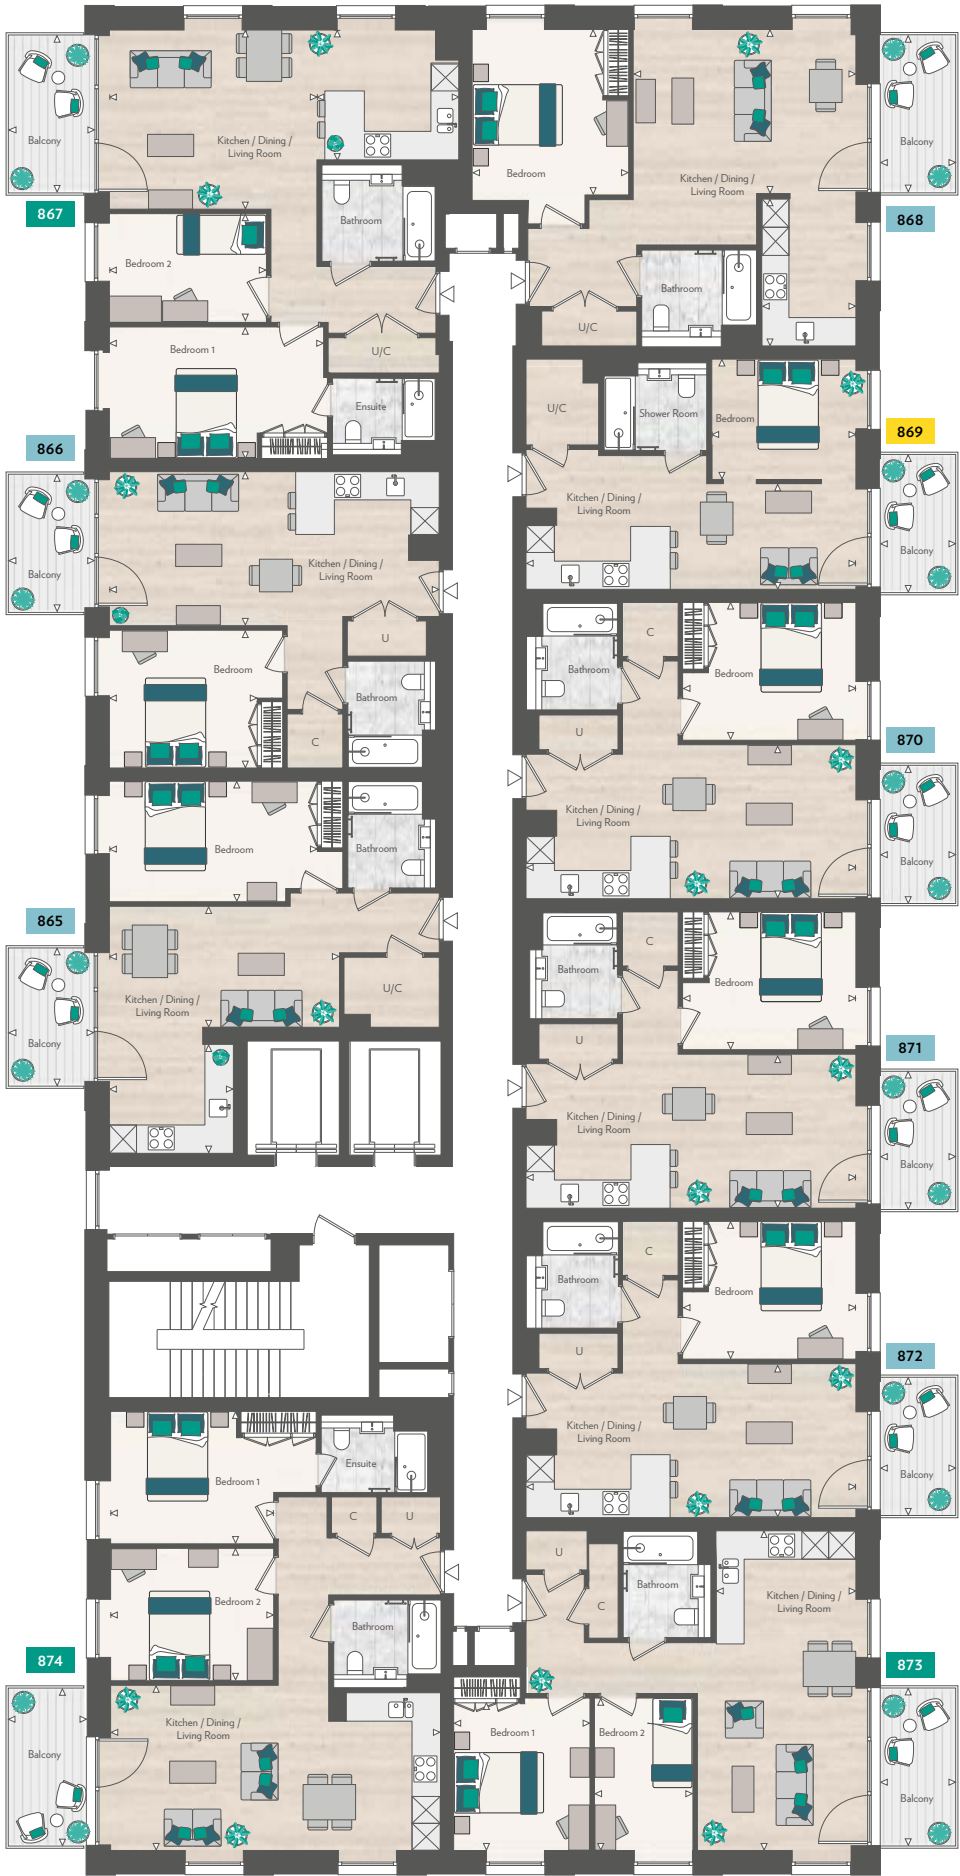 Balcony
867
Kitchen / Dining /
Living Room
Bathroom
Bedroom 2
Bedroom 1
U/C
Ensuite
Bedroom
Kitchen / Dining /
Living Room
Balcony
868
Bathroom
U/C
866
Balcony
Kitchen / Dining /
Living Room
U
Bedroom
Bathroom
C
U/C
Shower Room
Bedroom
869
Kitchen / Dining /
Living Room
Balcony
Bathroom
C
Bedroom
U
870
Kitchen / Dining /
Living Room
Balcony
Bedroom
Bathroom
865
Kitchen / Dining /
Living Room
U/C
Balcony
Bathroom
C
Bedroom
U
871
Kitchen / Dining /
Living Room
Balcony
Bathroom
C
Bedroom
U
872
Kitchen / Dining /
Living Room
Balcony
Bedroom 1
Ensuite
C
U
Bedroom 2
Bathroom
874
Kitchen / Dining /
Living Room
Balcony
U
C
Bathroom
Kitchen / Dining /
Living Room
873
Bedroom 1
Bedroom 2
Balcony